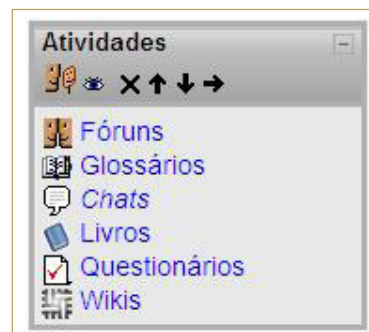 Atividades
Fóruns
Glossários
Chats
Livros
Questionários
Wikis